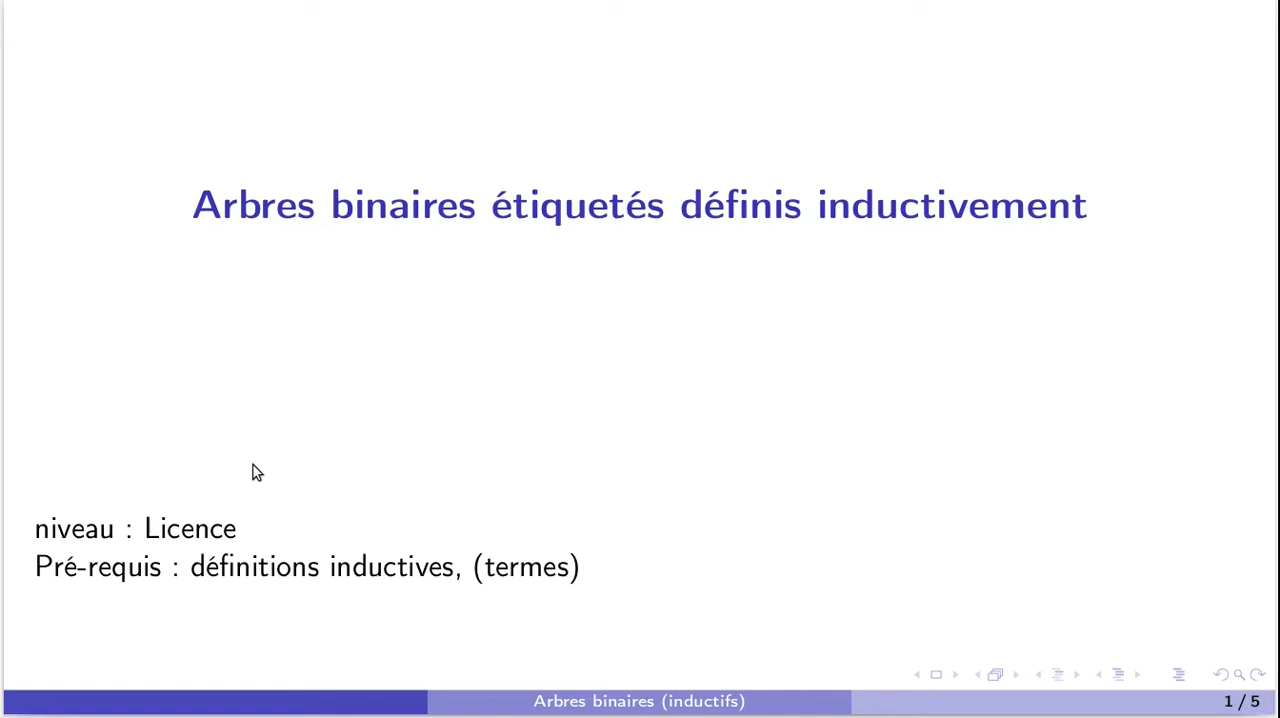 Arbres binaires étiquetés définis inductivement
niveau : Licence
Pré-requis : définitions inductives, (termes)
Arbres binaires (inductifs)
1 / 5